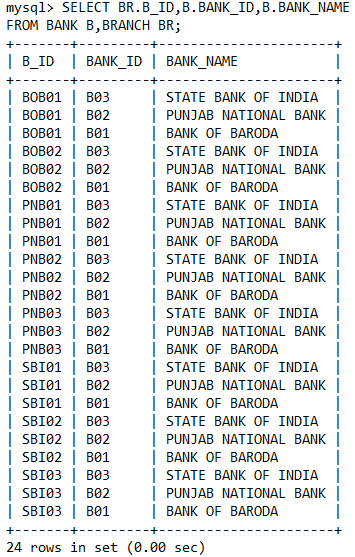 mysql> SELECT BR.B_ID,B.BANK_ID,B.BANK_NAME
FROM BANK B,BRANCH BR;
+-------+---------+----------------------+
| B_ID | BANK_ID | BANK_NAME |
+-------+---------+----------------------+
| BOB01 | B03 | STATE BANK OF INDIA |
| BOB01 | B02 | PUNJAB NATIONAL BANK |
| BOB01 | B01 | BANK OF BARODA |
| BOB02 | B03 | STATE BANK OF INDIA |
| BOB02 | B02 | PUNJAB NATIONAL BANK |
| BOB02 | B01 | BANK OF BARODA |
| PNB01 | B03 | STATE BANK OF INDIA |
| PNB01 | B02 | PUNJAB NATIONAL BANK |
| PNB01 | B01 | BANK OF BARODA |
| PNB02 | B03 | STATE BANK OF INDIA |
| PNB02 | B02 | PUNJAB NATIONAL BANK |
| PNB02 | B01 | BANK OF BARODA |
| PNB03 | B03 | STATE BANK OF INDIA |
| PNB03 | B02 | PUNJAB NATIONAL BANK |
| PNB03 | B01 | BANK OF BARODA |
| SBI01 | B03 | STATE BANK OF INDIA |
| SBI01 | B02 | PUNJAB NATIONAL BANK |
| SBI01 | B01 | BANK OF BARODA |
| SBI02 | B03 | STATE BANK OF INDIA |
| SBI02 | B02 | PUNJAB NATIONAL BANK |
| SBI02 | B01 | BANK OF BARODA |
| SBI03 | B03 | STATE BANK OF INDIA |
| SBI03 | B02 | PUNJAB NATIONAL BANK |
| SBI03 | B01 | BANK OF BARODA |
+-------+---------+----------------------+
24 rows in set (0.00 sec)